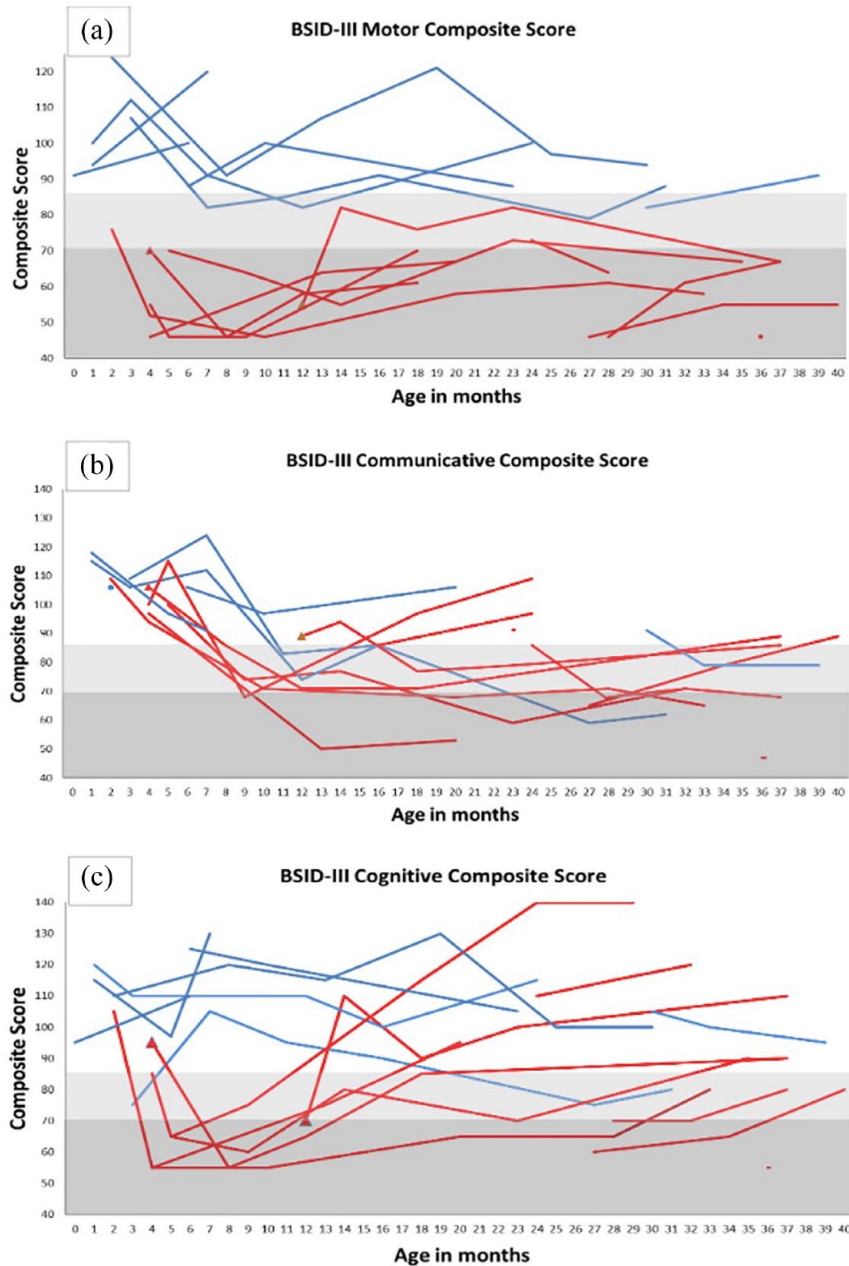 (a)
BSID-III Motor Composite Score
120
110
100
90
80
70
60
50
40
Composite Score
0 1 2 3 4 5 6 7 8 9 10 11 12 13 14 15 16 17 18 19 20 21 22 23 24 25 26 27 28 29 30 31 32 33 34 35 36 37 38 39 40
Age in months
(b)
BSID-III Communicative Composite Score
140
130
120
110
100
90
80
70
60
50
40
Composite Score
0 1 2 3 4 5 6 7 8 9 10 11 12 13 14 15 16 17 18 19 20 21 22 23 24 25 26 27 28 29 30 31 32 33 34 35 36 37 38 39 40
Age in months
(c)
BSID-III Cognitive Composite Score
140
130
120
110
100
90
80
70
60
50
40
Composite Score
0 1 2 3 4 5 6 7 8 9 10 11 12 13 14 15 16 17 18 19 20 21 22 23 24 25 26 27 28 29 30 31 32 33 34 35 36 37 38 39 40
Age in months